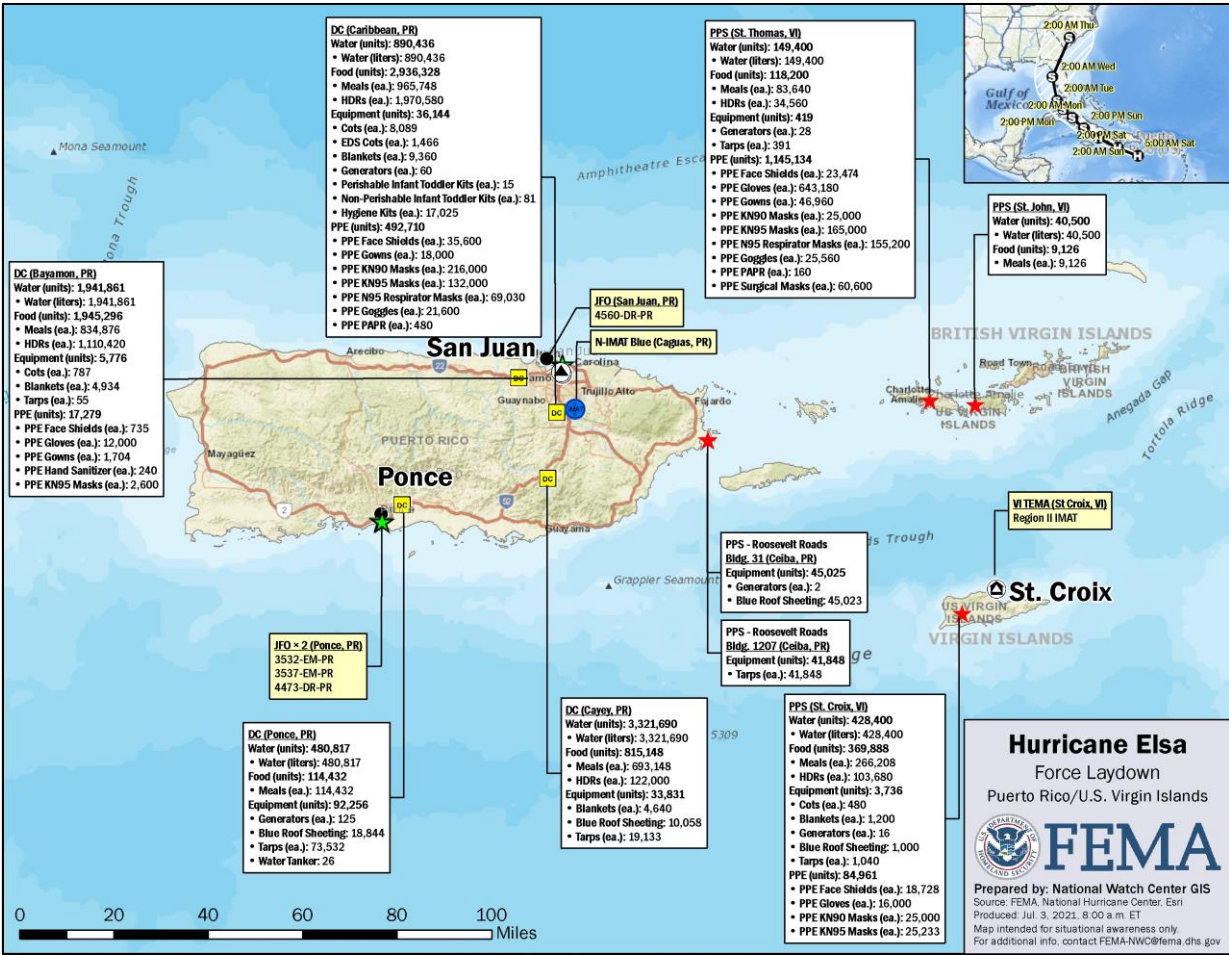 DC (Caribbean, PR)
Water (units): 890,436
• Water (liters): 890,436
Food (units): 2,936,328
• Meals (ea.): 965,748
• HDRs (ea.): 1,970,580
Equipment (units): 36,144
• Cots (ea.): 8,089
• EDS Cots (ea.): 1,466
• Blankets (ea.): 9,360
• Generators (ea.): 60
• Perishable Infant Toddler Kits (ea.): 15
• Non-Perishable Infant Toddler Kits (ea.): 81
• Hygiene Kits (ea.): 17,025
PPE (units): 492,710
• PPE Face Shields (ea.): 35,600
• PPE Gowns (ea.): 18,000
• PPE KN90 Masks (ea.): 216,000
• PPE KN95 Masks (ea.): 132,000
• PPE N95 Respirator Masks (ea.): 69,030
• PPE Goggles (ea.): 21,600
• PPE PAPR (ea.): 480
PPS (St. Thomas, VI)
Water (units): 149,400
• Water (liters): 149,400
Food (units): 118,200
• Meals (ea.): 83,640
• HDRs (ea.): 34,560
Equipment (units): 419
• Generators (ea.): 28
• Tarps (ea.): 391
PPE (units): 1,145,134
• PPE Face Shields (ea.): 23,474
• PPE Gloves (ea.): 643,180
• PPE Gowns (ea.): 46,960
• PPE KN90 Masks (ea.): 25,000
• PPE KN95 Masks (ea.): 165,000
• PPE N95 Respirator Masks (ea.): 155,200
• PPE Goggles (ea.): 25,560
• PPE PAPR (ea.): 160
• PPE Surgical Masks (ea.): 60,600
2:00 AM Thu
2:00 AM Wed
2:00 AM Tue
Gulf of
Mexico
2:00 AM Mon
2:00 PM Mon
2:00 PM Sun
2:00 PM Sat
5:00 AM Sat
2:00 AM Sun
PPS (St. John, VI)
Water (units): 40,500
• Water (liters): 40,500
Food (units): 9,126
• Meals (ea.): 9,126
Mona Seamount
Mona Trough
Amphitheatre Esca
DC (Bayamon, PR)
Water (units): 1,941,861
• Water (liters): 1,941,861
Food (units): 1,945,296
• Meals (ea.): 834,876
• HDRs (ea.): 1,110,420
Equipment (units): 5,776
• Cots (ea.): 787
• Blankets (ea.): 4,934
• Tarps (ea.): 55
PPE (units): 17,279
• PPE Face Shields (ea.): 735
• PPE Gloves (ea.): 12,000
• PPE Gowns (ea.): 1,704
• PPE Hand Sanitizer (ea.): 240
• PPE KN95 Masks (ea.): 2,600
JFO (San Juan, PR)
4560-DR-PR
N-IMAT Blue (Caguas, PR)
San Juan
Arecibo
22
Carolina
DC
Guaynabo
Trujillo Alto
DC
IMAT
Fajardo
PUERTO RICO
Mayagüez
Ponce
DC
DC
2
52
Guayama
BRITISH VIRGIN ISLANDS
Road Town
BRITISH
VIRGIN
ISLANDS
Charlotte
Amalie
Charlotte Amalie
US VIRGIN
ISLANDS
Anegada Gap
Tortola Ridge
VI TEMA (St Croix, VI)
Region II IMAT
PPS - Roosevelt Roads
Bldg. 31 (Ceiba, PR)
Equipment (units): 45,025
• Generators (ea.): 2
• Blue Roof Sheeting: 45,023
ds Trough
Grappler Seamount
St. Croix
US VIRGIN
ISLANDS
VIRGIN ISLANDS
PPS - Roosevelt Roads
Bldg. 1207 (Ceiba, PR)
Equipment (units): 41,848
• Tarps (ea.): 41,848
ge
JFO × 2 (Ponce, PR)
3532-EM-PR
3537-EM-PR
4473-DR-PR
DC (Ponce, PR)
Water (units): 480,817
• Water (liters): 480,817
Food (units): 114,432
• Meals (ea.): 114,432
Equipment (units): 92,256
• Generators (ea.): 125
• Blue Roof Sheeting: 18,844
• Tarps (ea.): 73,532
• Water Tanker: 26
DC (Cayey, PR)
Water (units): 3,321,690
• Water (liters): 3,321,690
Food (units): 815,148
• Meals (ea.): 693,148
• HDRs (ea.): 122,000
Equipment (units): 33,831
• Blankets (ea.): 4,640
• Blue Roof Sheeting: 10,058
• Tarps (ea.): 19,133
5309
PPS (St. Croix, VI)
Water (units): 428,400
• Water (liters): 428,400
Food (units): 369,888
• Meals (ea.): 266,208
• HDRs (ea.): 103,680
Equipment (units): 3,736
• Cots (ea.): 480
• Blankets (ea.): 1,200
• Generators (ea.): 16
• Blue Roof Sheeting: 1,000
• Tarps (ea.): 1,040
PPE (units): 84,961
• PPE Face Shields (ea.): 18,728
• PPE Gloves (ea.): 16,000
• PPE KN90 Masks (ea.): 25,000
• PPE KN95 Masks (ea.): 25,233
Hurricane Elsa
Force Laydown
Puerto Rico/U.S. Virgin Islands
FEMA
Prepared by: National Watch Center GIS
Source: FEMA, National Hurricane Center, Esri
Produced: Jul. 3, 2021, 8:00 a.m. ET
Map intended for situational awareness only.
For additional info, contact FEMA-NWC@fema.dhs.gov
0 20 40 60 80 100
Miles